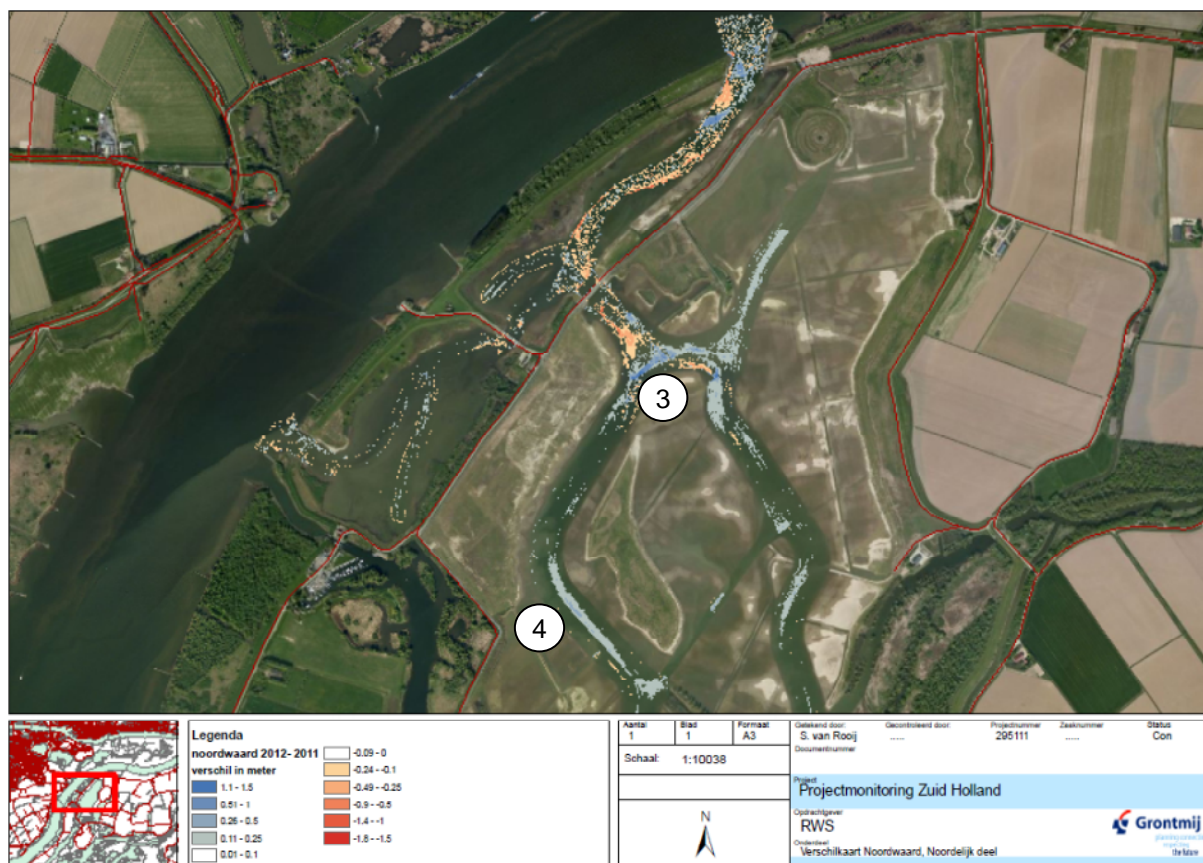 3
4
Legenda
noordwaard 2012- 2011
verschil in meter
1.1 - 1.5
0.51 - 1
0.26 - 0.5
0.11 - 0.25
0.01 - 0.1
-0.09 - 0
-0.24 - -0.1
-0.49 - -0.25
-0.9 - -0.5
-1.4 - -1
-1.8 - -1.5
Aantal
1
Blad
1
Formaat
A3
Schaal: 1:10038
N
Getekend door:
S. van Rooij
Gecontroleerd door:
.....
Projectnummer
295111
Zaaknummer
.....
Status
Con
Documentnummer
Project
Projectmonitoring Zuid Holland
Opdrachtgever
RWS
Onderdeel
Verschilkaart Noordwaard, Noordelijk deel
Grontmij
the future